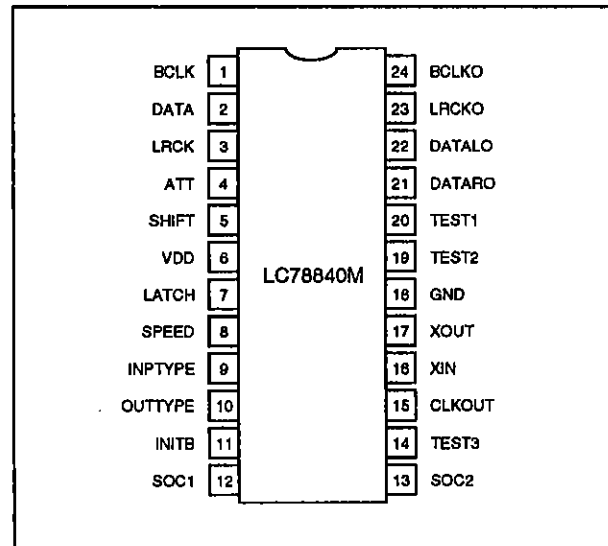 BCLK 1 24 BCLKO
DATA 2 23 LRCKO
LRCK 3 22 DATALO
ATT 4 21 DATARO
SHIFT 5 20 TEST1
VDD 6 19 TEST2
LC78840M
LATCH 7 18 GND
SPEED 8 17 XOUT
INPTYPE 9 16 XIN
OUTTYPE 10 15 CLKOUT
INITB 11 14 TEST3
SOC1 12 13 SOC2